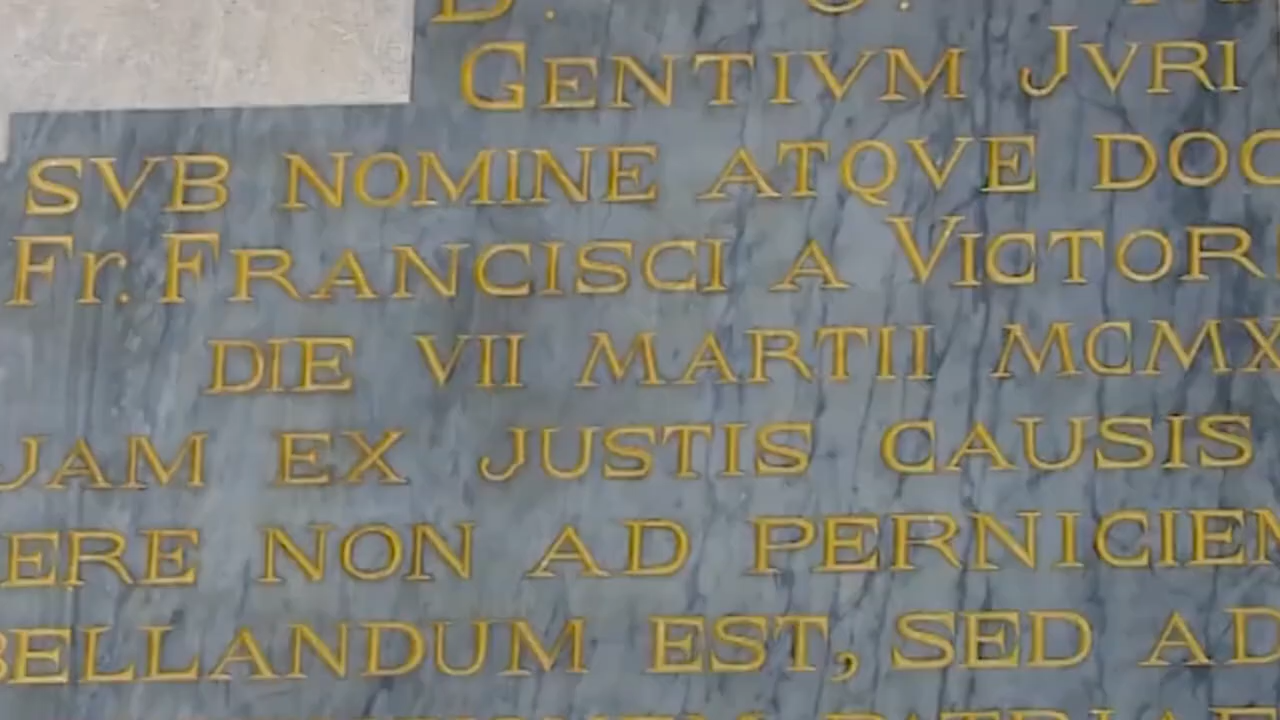 GENTIVM JVRI
SVB NOMINE ATQVE DOC
Fr. FRANCISCI A VICTOR
DIE VII MARTII MCMX
JAM EX JUSTIS CAUSIS
ERE NON AD PERNICIEM
BELLANDUM EST, SED AD